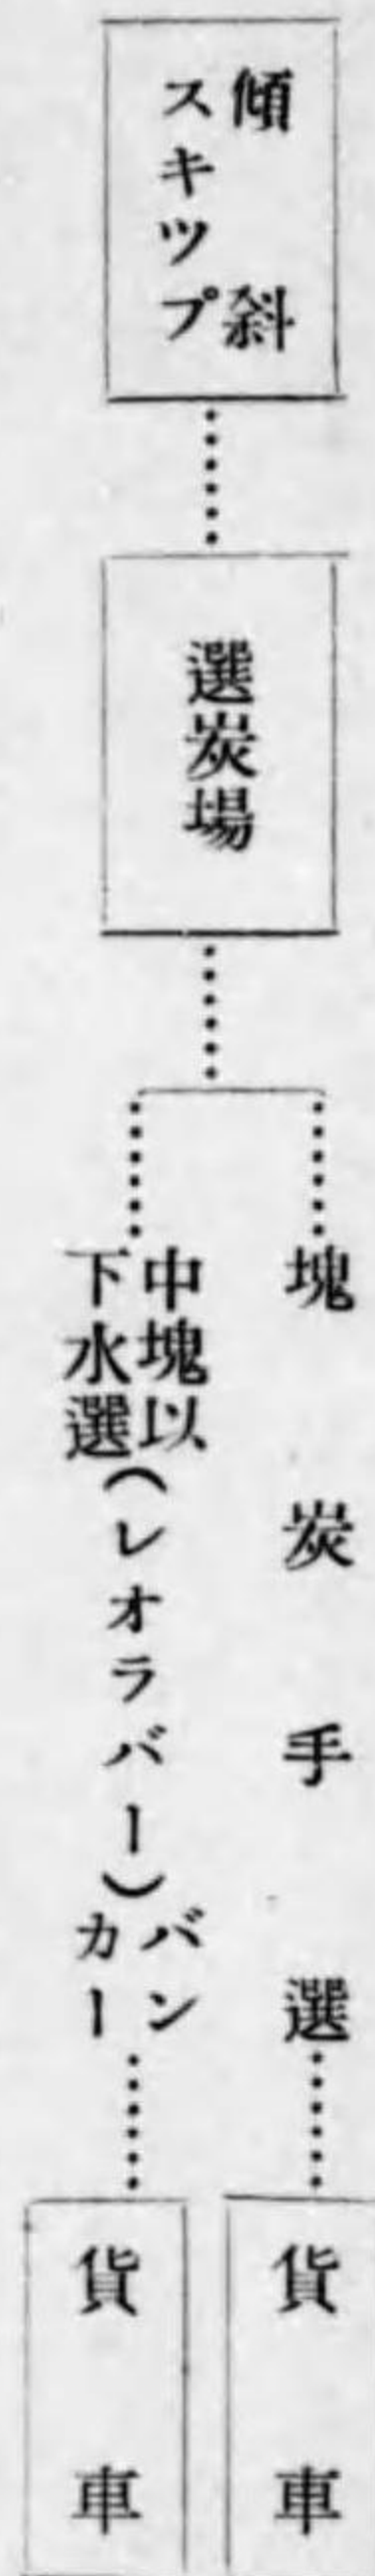 傾斜
スキツプ
選炭場
塊炭手選
貨車
中塊以
下水選
(レオラバー)
バン
カー
貨車